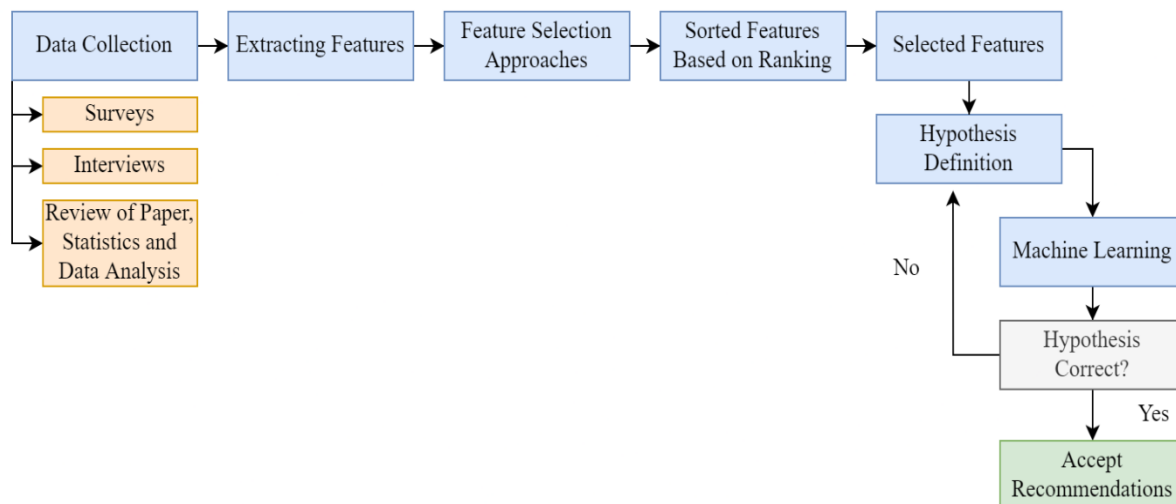 Data Collection
Extracting Features
Feature Selection
Approaches
Sorted Features
Based on Ranking
Selected Features
Surveys
Interviews
Review of Paper,
Statistics and
Data Analysis
Hypothesis
Definition
Machine Learning
No
Hypothesis
Correct?
Yes
Accept
Recommendations